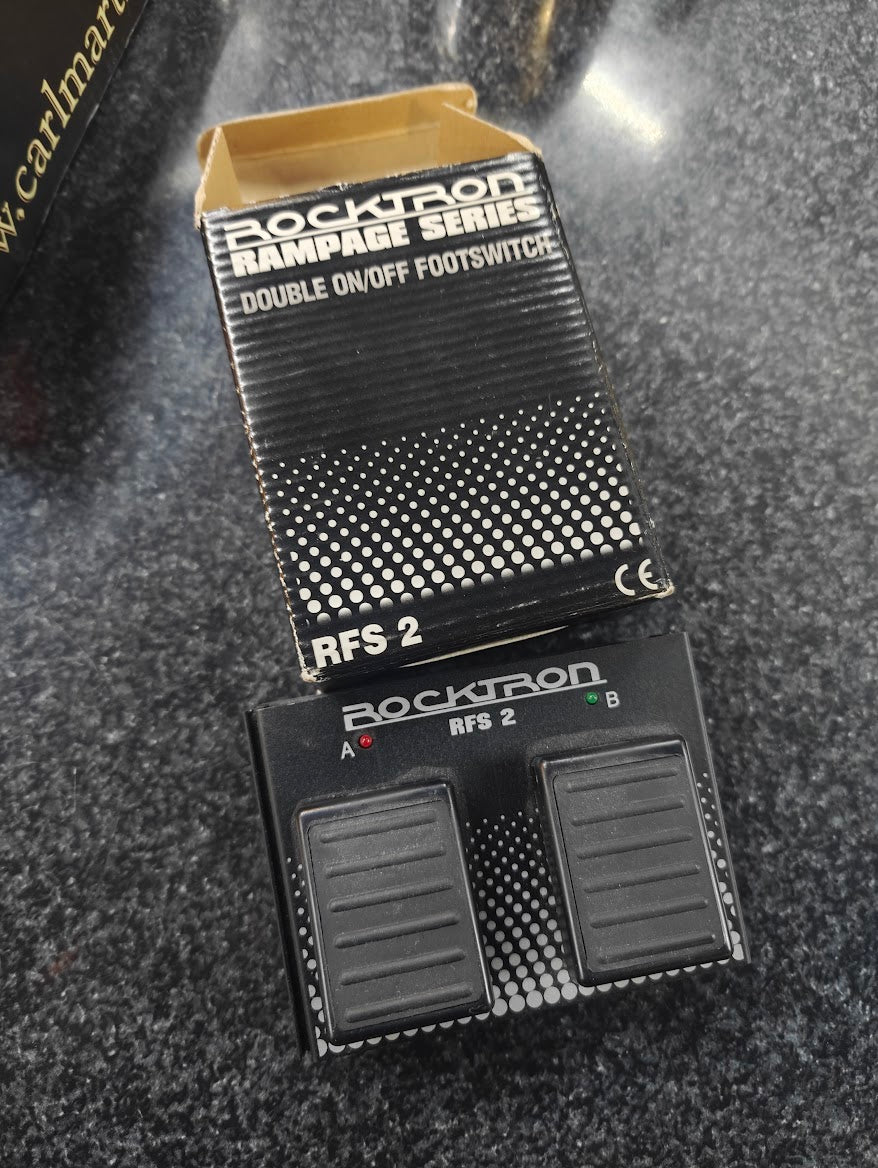 w.carlmart
ROCKTRON
RAMPAGE SERIES
DOUBLE ON/OFF FOOTSWITCH
CE
RFS 2
ROCKTRON
RFS 2
A
B